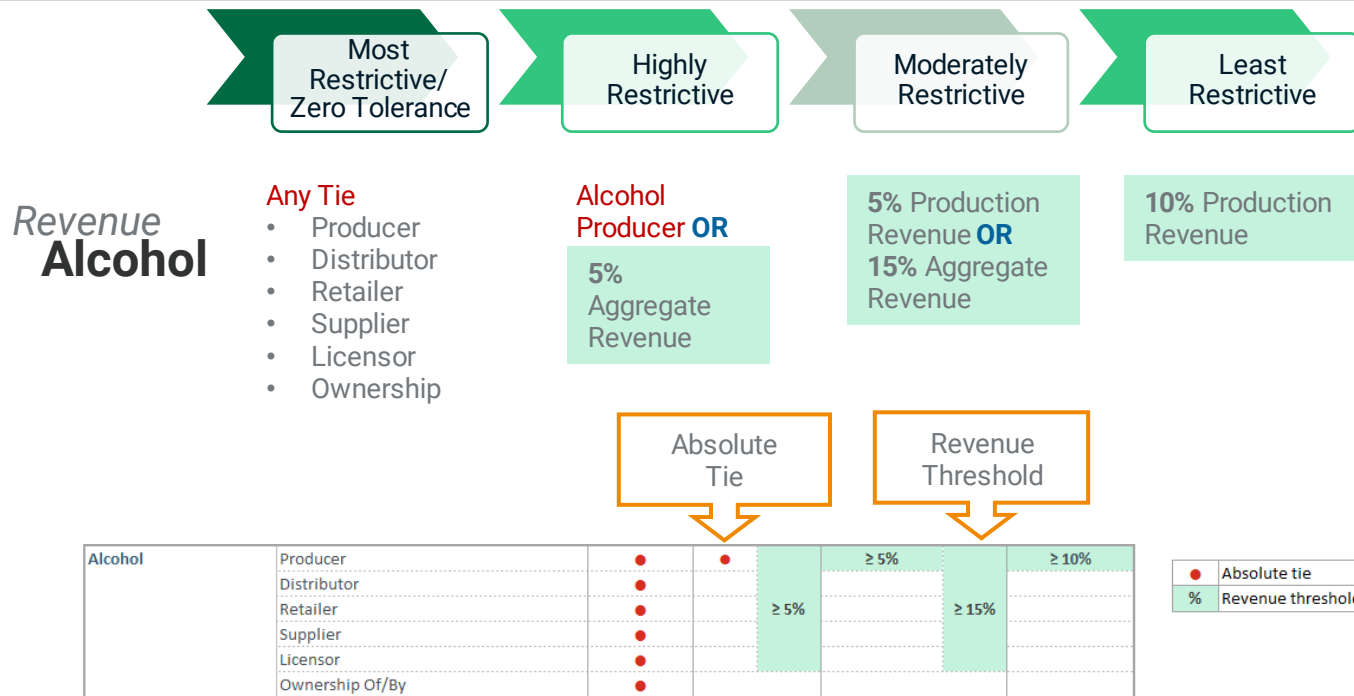 Most
Restrictive/
Zero Tolerance
Highly
Restrictive
Moderately
Restrictive
Least
Restrictive
Revenue
Alcohol
Any Tie
• Producer
• Distributor
• Retailer
• Supplier
• Licensor
• Ownership
Alcohol
Producer OR
5%
Aggregate
Revenue
5% Production
Revenue OR
15% Aggregate
Revenue
10% Production
Revenue
Absolute
Tie
Revenue
Threshold
Alcohol Producer ● ● ≥ 5% ≥ 10%
Distributor ●
Retailer ● ≥ 5% ≥ 15%
Supplier ●
Licensor ●
Ownership Of/By ●
● Absolute tie
% Revenue threshol